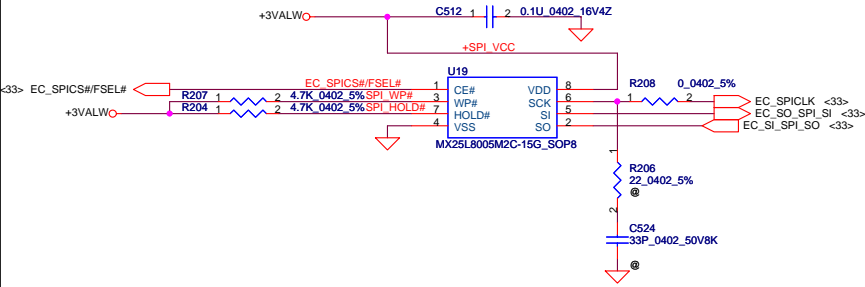 +3VALW
C512
1
2
0.1U_0402_16V4Z
+SPI_VCC
<33> EC_SPICS#/FSEL#
EC_SPICS#/FSEL#
R207 1 2 4.7K_0402_5% SPI_WP#
R204 1 2 4.7K_0402_5% SPI_HOLD#
+3VALW
U19
1 CE# VDD 8
3 WP# SCK 6
7 HOLD# SI 5
4 VSS SO 2
MX25L8005M2C-15G_SOP8
R208 0_0402_5%
1 2
EC_SPICLK <33>
EC_SO_SPI_SI <33>
EC_SI_SPI_SO <33>
1
R206
22_0402_5%
@
2
C524
33P_0402_50V8K
@